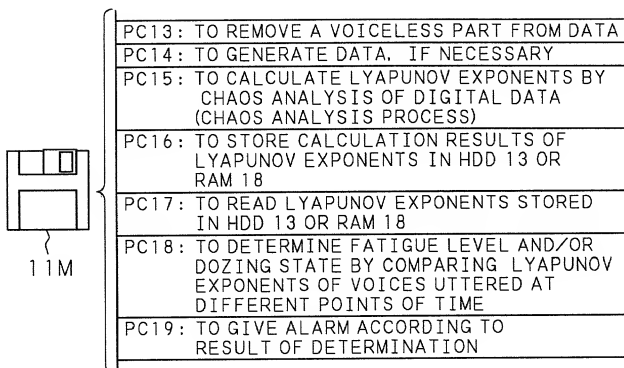 PC13: TO REMOVE A VOICELESS PART FROM DATA
PC14: TO GENERATE DATA, IF NECESSARY
PC15: TO CALCULATE LYAPUNOV EXPONENTS BY
CHAOS ANALYSIS OF DIGITAL DATA
(CHAOS ANALYSIS PROCESS)
PC16: TO STORE CALCULATION RESULTS OF
LYAPUNOV EXPONENTS IN HDD 13 OR
RAM 18
PC17: TO READ LYAPUNOV EXPONENTS STORED
IN HDD 13 OR RAM 18
PC18: TO DETERMINE FATIGUE LEVEL AND/OR
DOZING STATE BY COMPARING LYAPUNOV
EXPONENTS OF VOICES UTTERED AT
DIFFERENT POINTS OF TIME
PC19: TO GIVE ALARM ACCORDING TO
RESULT OF DETERMINATION
11M